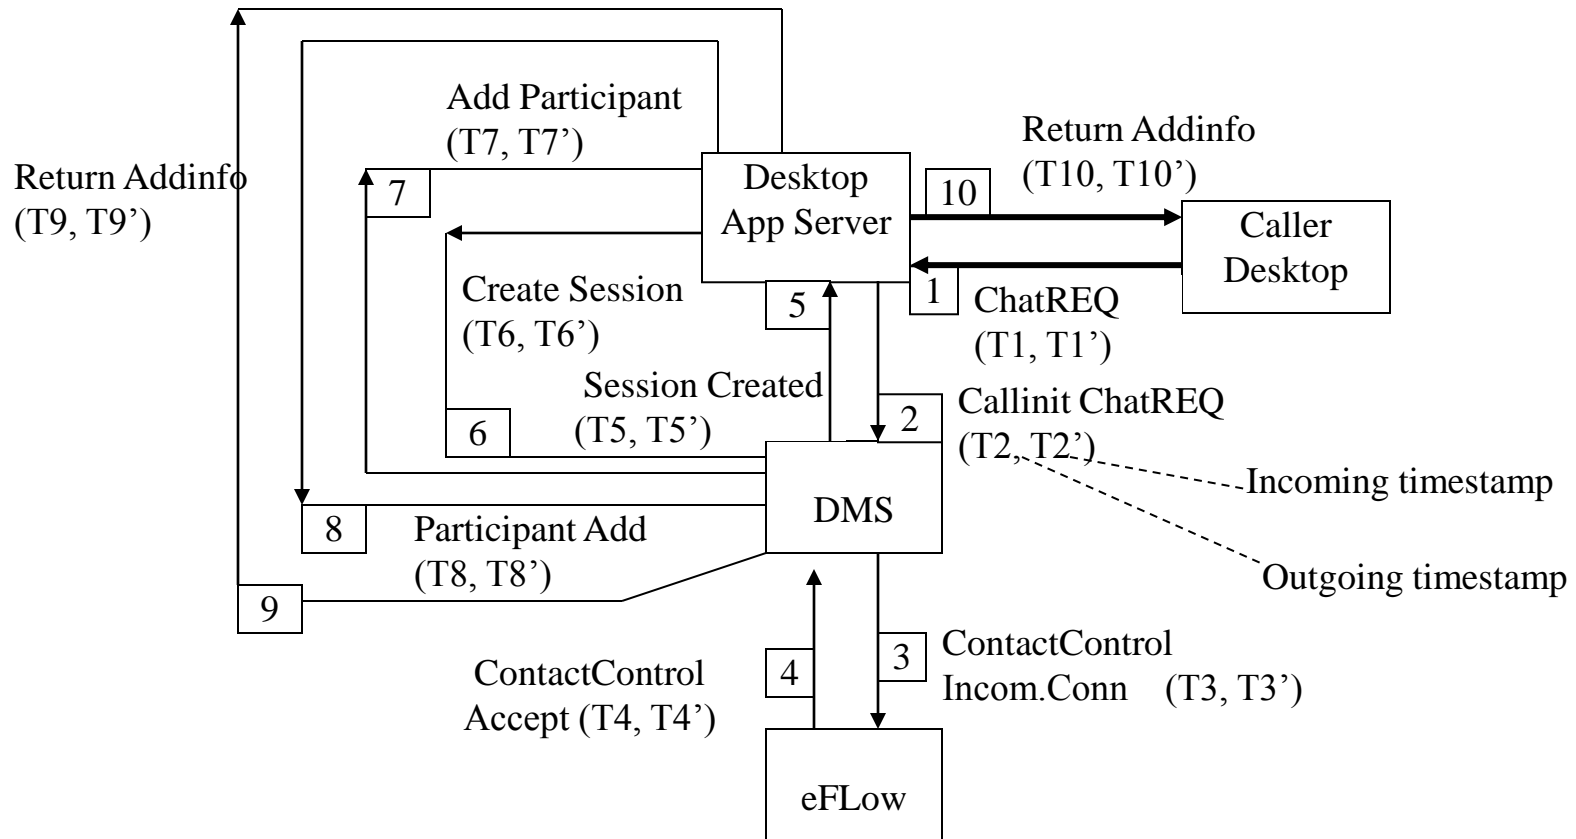 Add Participant
(T7, T7’)
Return Addinfo
(T9, T9’)
7
Desktop
App Server
10
Return Addinfo
(T10, T10’)
Caller
Desktop
Create Session
(T6, T6’)
5
1
ChatREQ
(T1, T1’)
Session Created
(T5, T5’)
6
2
Callinit ChatREQ
(T2, T2’)
Incoming timestamp
Outgoing timestamp
DMS
8
Participant Add
(T8, T8’)
9
ContactControl
Accept (T4, T4’)
4
3
ContactControl
Incom.Conn (T3, T3’)
eFLow